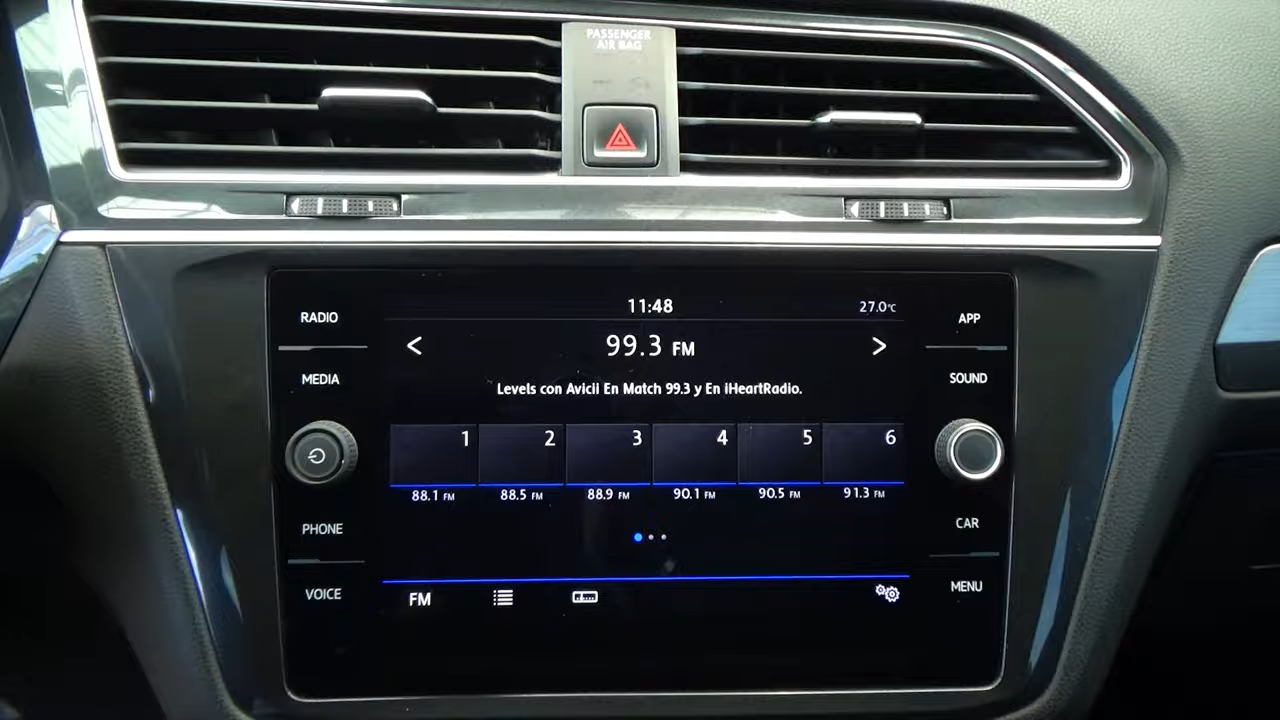 PASSENGER
AIR BAG
RADIO
MEDIA
PHONE
VOICE
11:48
27.0°C
< 99.3 FM >
Levels con Avicii En Match 99.3 y En iHeartRadio.
1 2 3 4 5 6
88.1 FM 88.5 FM 88.9 FM 90.1 FM 90.5 FM 91.3 FM
FM
APP
SOUND
CAR
MENU